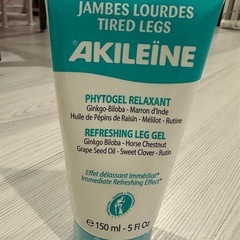 JAMBES LOURDES
TIRED LEGS
AKILEÏNE
PHYTOGEL RELAXANT
Ginkgo-Biloba - Marron d'Inde
Huile de Pépins de Raisin - Mélilot - Rutine
REFRESHING LEG GEL
Ginkgo Biloba - Horse Chestnut
Grape Seed Oil - Sweet Clover - Rutin
Effet délassant immédiat*
Immediate Refreshing Effect*
e 150 ml - 5 Fl Oz